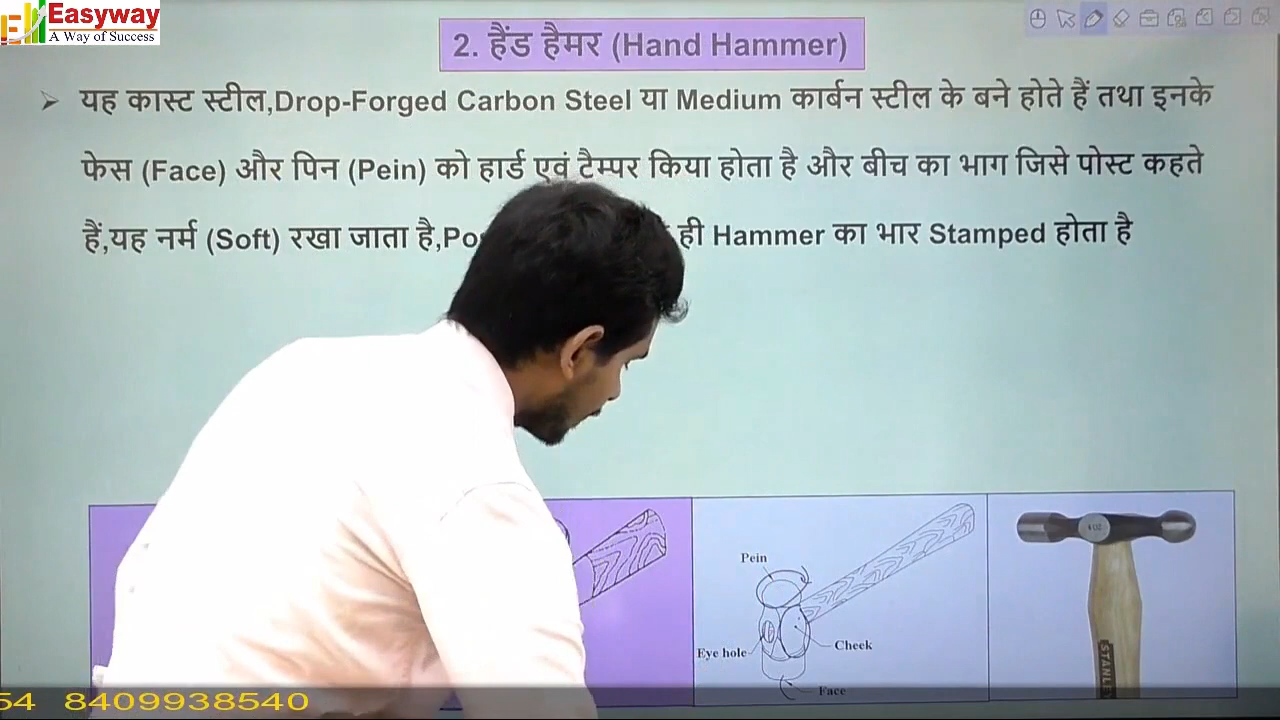 Easyway
A Way of Success
2. हैंड हैमर (Hand Hammer)
➢ यह कास्ट स्टील,Drop-Forged Carbon Steel या Medium कार्बन स्टील के बने होते हैं तथा इनके
फेस (Face) और पिन (Pein) को हार्ड एवं टैम्पर किया होता है और बीच का भाग जिसे पोस्ट कहते
हैं,यह नर्म (Soft) रखा जाता है, ही Hammer का भार Stamped होता है
Pein
Eye hole
Cheek
Face
4 OZ
STANLEY
54 8409938540